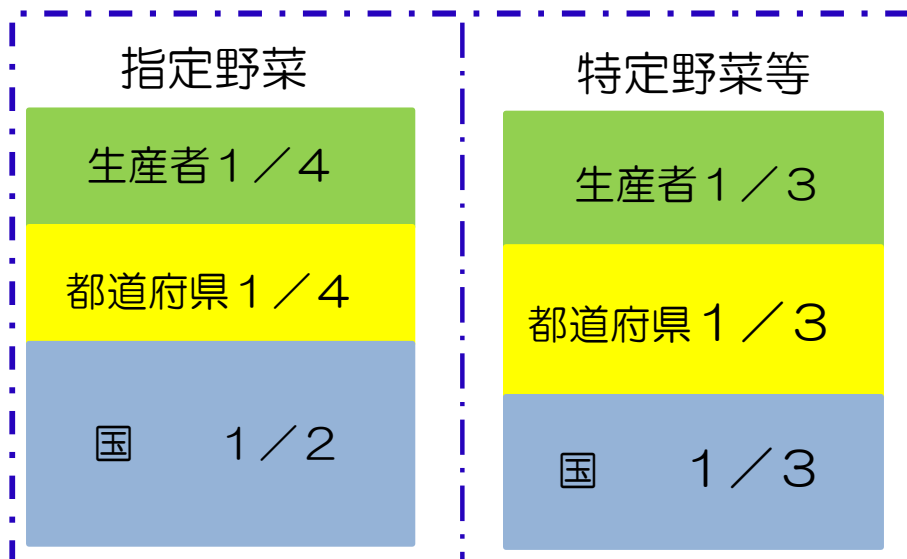 指定野菜
生産者1／4
都道府県1／4
国　1／2
特定野菜等
生産者1／3
都道府県1／3
国　1／3